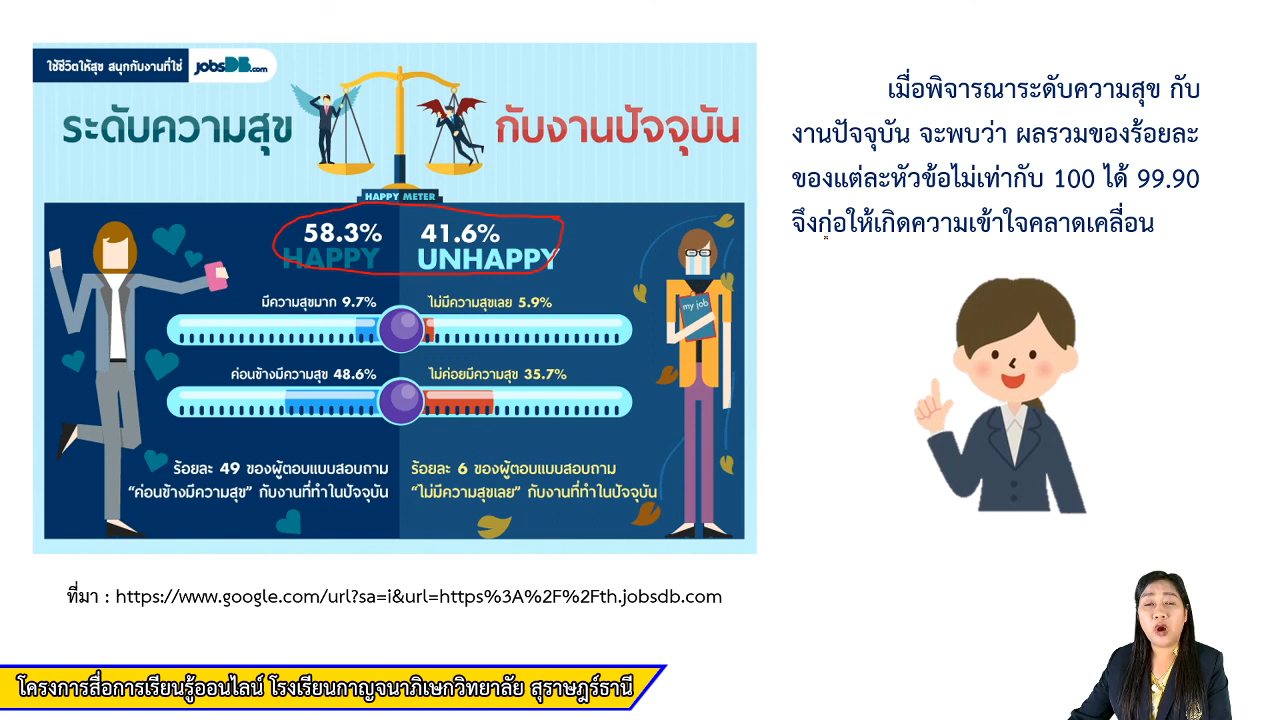 ใช้ชีวิตให้สุข สนุกกับงานที่ใช่ jobsDB.com
ระดับความสุข กับงานปัจจุบัน
HAPPY METER
58.3% 41.6%
HAPPY UNHAPPY
มีความสุขมาก 9.7% ไม่มีความสุขเลย 5.9%
ค่อนข้างมีความสุข 48.6% ไม่ค่อยมีความสุข 35.7%
my job
ร้อยละ 49 ของผู้ตอบแบบสอบถาม
"ค่อนข้างมีความสุข" กับงานที่ทำในปัจจุบัน
ร้อยละ 6 ของผู้ตอบแบบสอบถาม
"ไม่มีความสุขเลย" กับงานที่ทำในปัจจุบัน
ที่มา : https://www.google.com/url?sa=i&url=https%3A%2F%2Fth.jobsdb.com
เมื่อพิจารณาระดับความสุข กับ
งานปัจจุบัน จะพบว่า ผลรวมของร้อยละ
ของแต่ละหัวข้อไม่เท่ากับ 100 ได้ 99.90
จึงก่อให้เกิดความเข้าใจคลาดเคลื่อน
โครงการสื่อการเรียนรู้ออนไลน์ โรงเรียนกาญจนาภิเษกวิทยาลัย สุราษฎร์ธานี